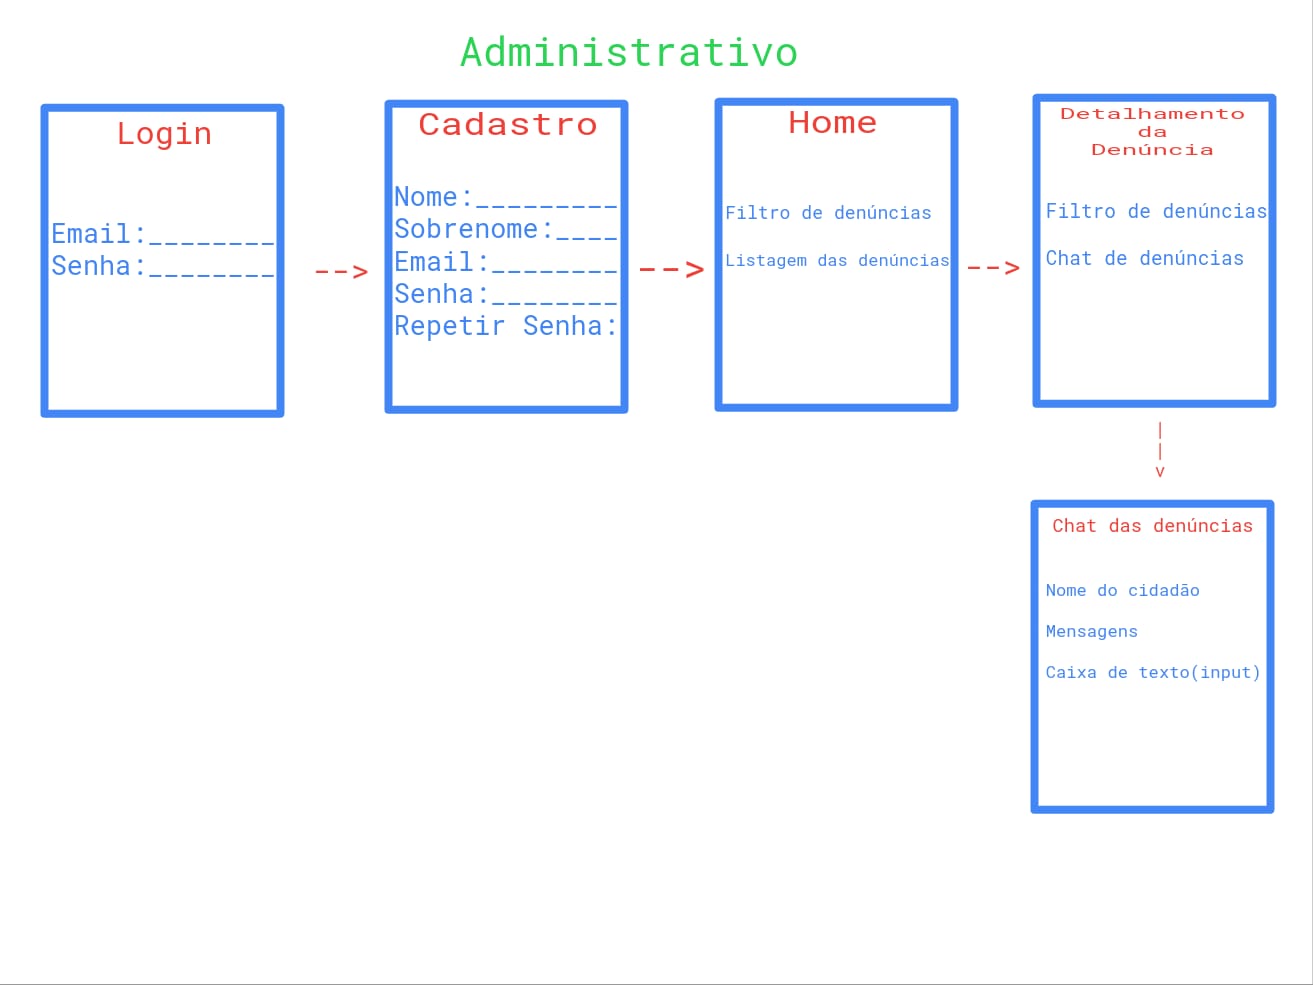 Administrativo
Login
Email:________
Senha:________
-->
Cadastro
Nome:_________
Sobrenome:____
Email:________
Senha:________
Repetir Senha:
-->
Home
Filtro de denúncias
Listagem das denúncias
-->
Detalhamento
da
Denúncia
Filtro de denúncias
Chat de denúncias
|
|
v
Chat das denúncias
Nome do cidadão
Mensagens
Caixa de texto(input)